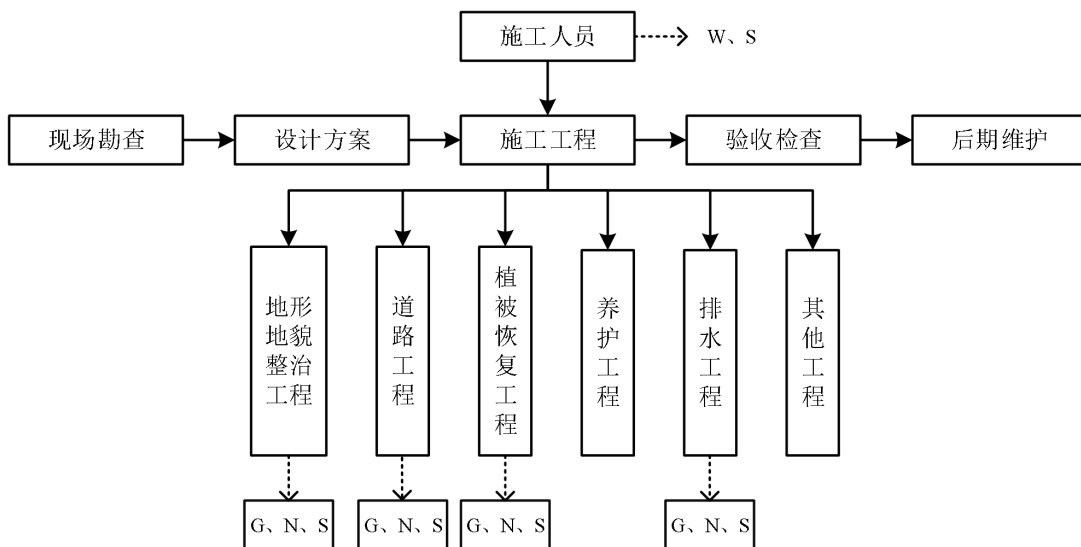 施工人员
W、S
现场勘查
设计方案
施工工程
验收检查
后期维护
地形
地貌
整治
工程
道路工程
植被恢复工程
养护工程
排水工程
其他工程
G、N、S
G、N、S
G、N、S
G、N、S